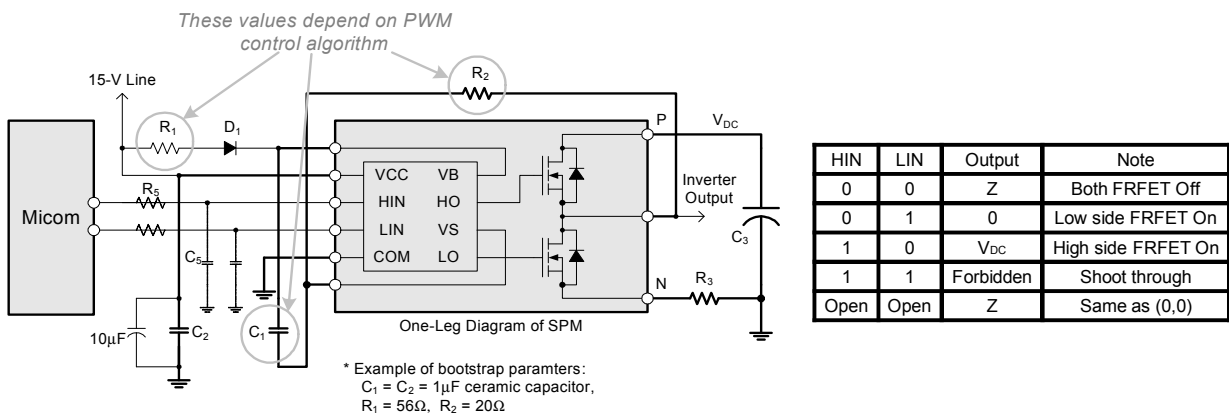 These values depend on PWM
control algorithm
15-V Line
R1
D1
R2
Micom
R5
C5
10μF
C2
C1
VCC VB
HIN HO
LIN VS
COM LO
One-Leg Diagram of SPM
P
VDC
Inverter
Output
C3
N
R3
* Example of bootstrap paramters:
C1 = C2 = 1μF ceramic capacitor,
R1 = 56Ω, R2 = 20Ω
HIN LIN Output Note
0 0 Z Both FRFET Off
0 1 0 Low side FRFET On
1 0 VDC High side FRFET On
1 1 Forbidden Shoot through
Open Open Z Same as (0,0)